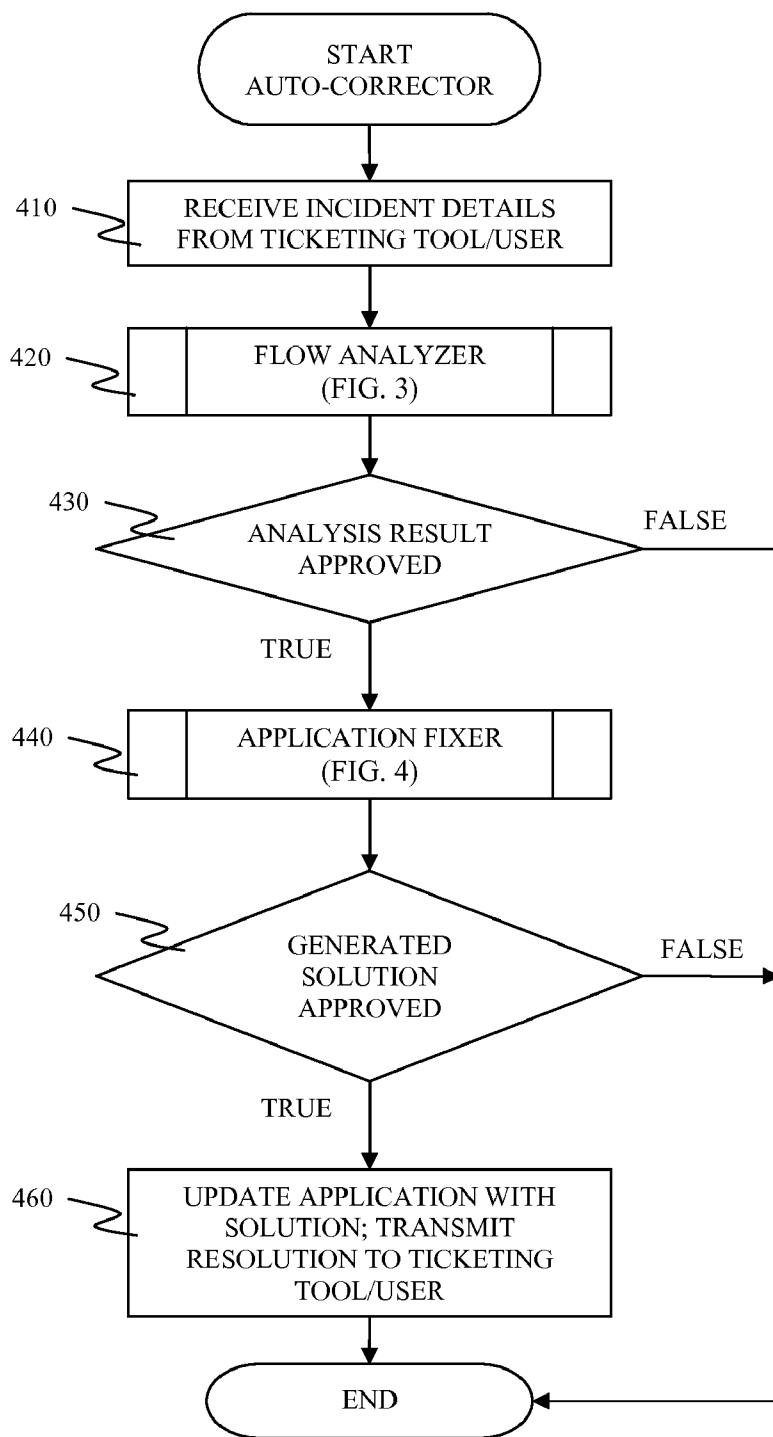 START
AUTO-CORRECTOR
410
RECEIVE INCIDENT DETAILS
FROM TICKETING TOOL/USER
420
FLOW ANALYZER
(FIG. 3)
430
ANALYSIS RESULT
APPROVED
FALSE
TRUE
440
APPLICATION FIXER
(FIG. 4)
450
GENERATED
SOLUTION
APPROVED
FALSE
TRUE
460
UPDATE APPLICATION WITH
SOLUTION; TRANSMIT
RESOLUTION TO TICKETING
TOOL/USER
END